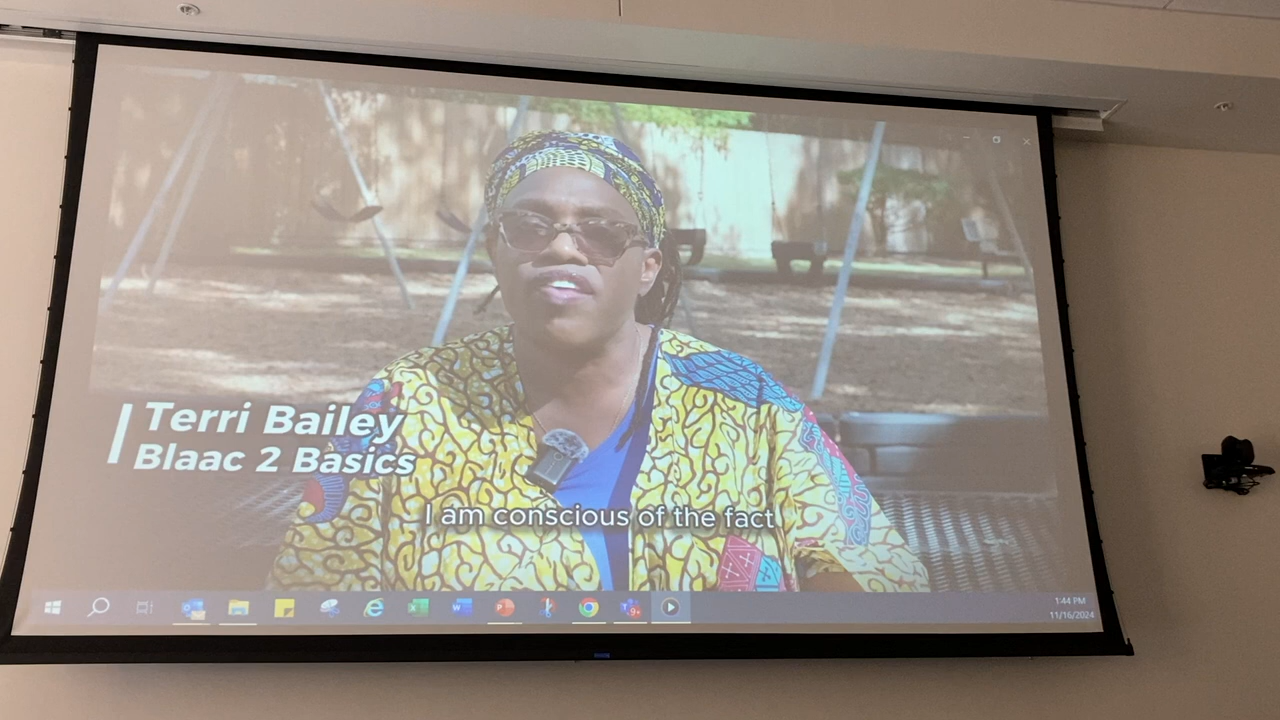 Terri Bailey
Blaac 2 Basics
I am conscious of the fact
1:44 PM
11/16/2024